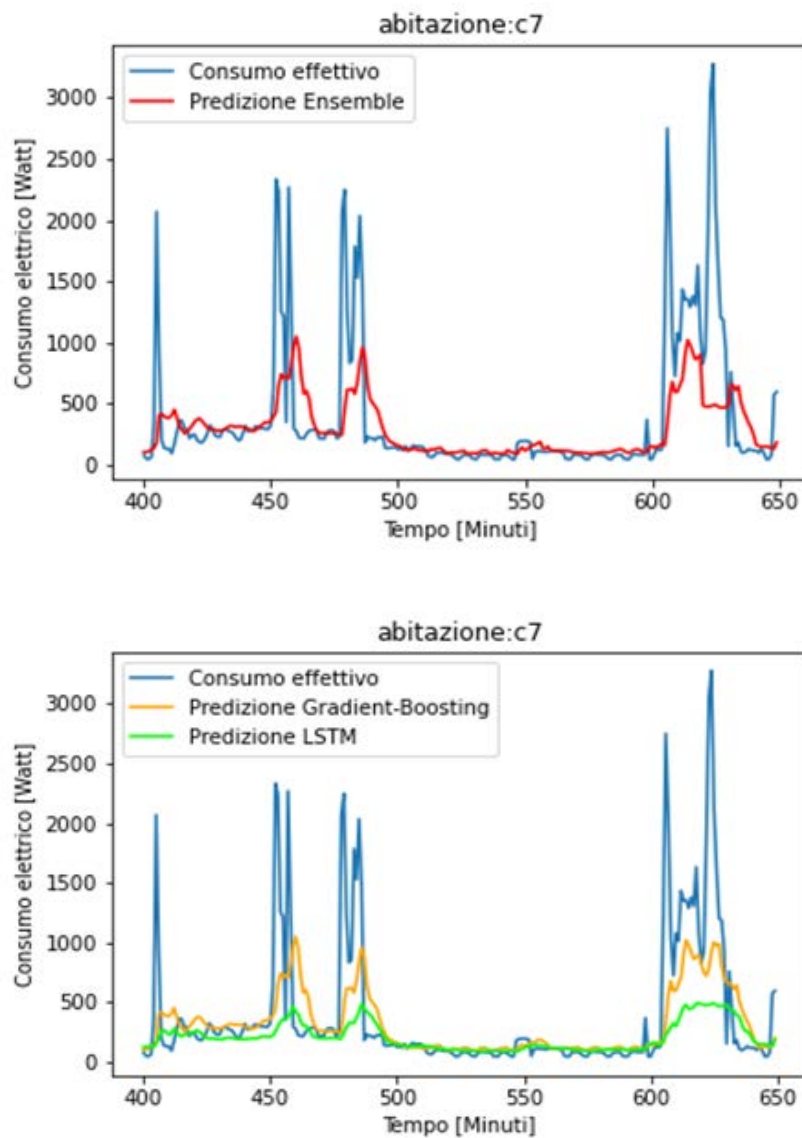 abitazione:c7
Consumo effettivo
Predizione Ensemble
Consumo elettrico [Watt]
3000
2500
2000
1500
1000
500
0
400
450
500
550
600
650
Tempo [Minuti]
abitazione:c7
Consumo effettivo
Predizione Gradient-Boosting
Predizione LSTM
Consumo elettrico [Watt]
3000
2500
2000
1500
1000
500
0
400
450
500
550
600
650
Tempo [Minuti]